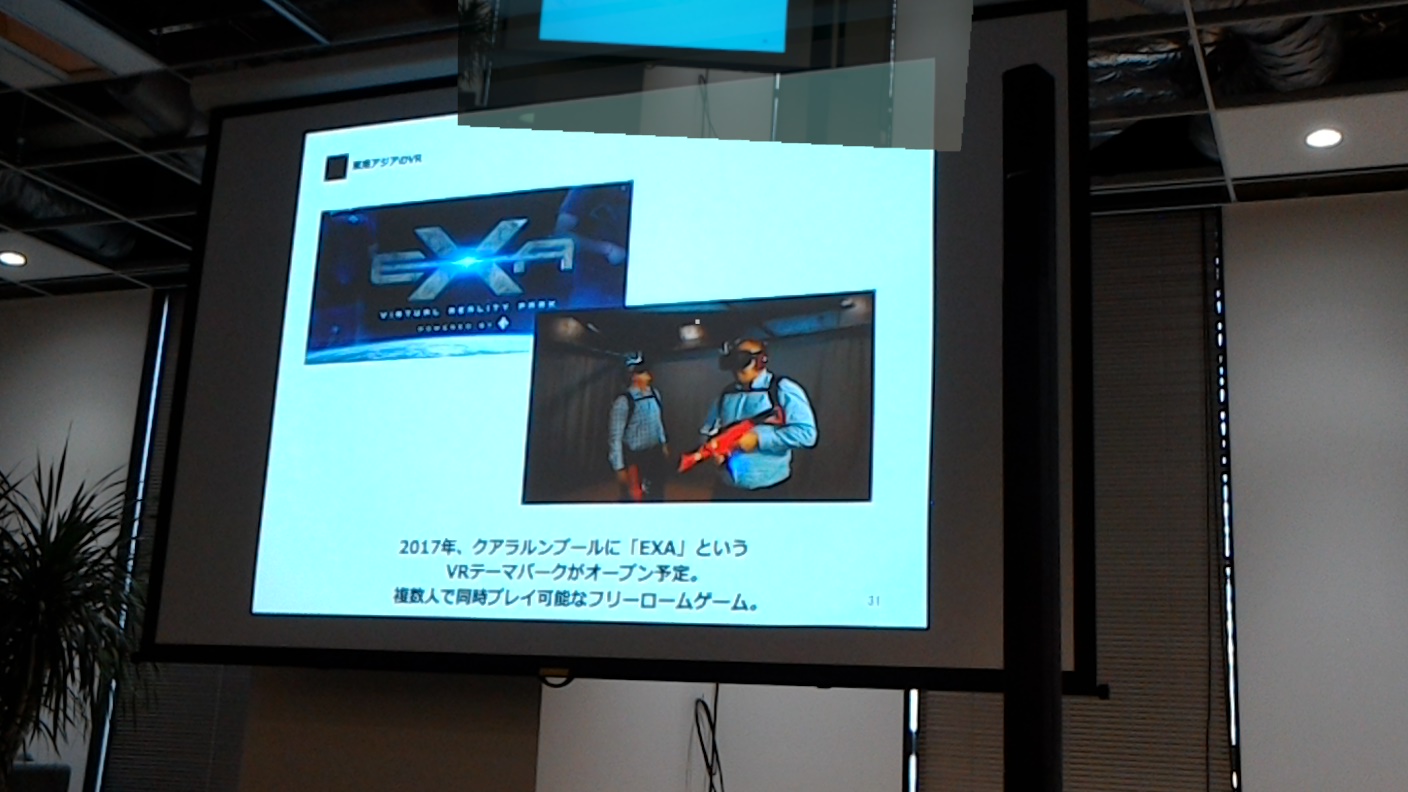 東南アジアのVR
EXA
VIRTUAL REALITY PARK
POWERED BY
2017年、クアラルンプールに「EXA」という
VRテーマパークがオープン予定。
複数人で同時プレイ可能なフリーロームゲーム。
31